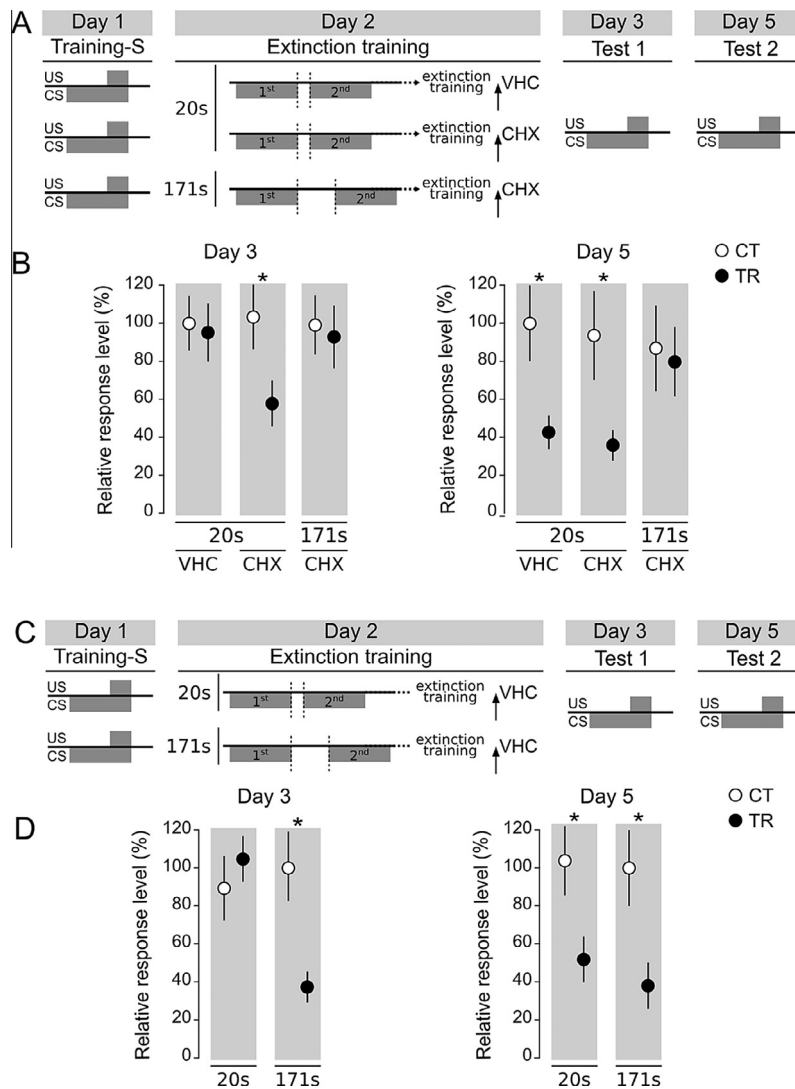 A
Day 1 Day 2 Day 3 Day 5
Training-S Extinction training Test 1 Test 2
US
CS
20s
1st 2nd extinction training VHC
US
CS
1st 2nd extinction training CHX
US
CS
US
CS
171s
US
CS
1st 2nd extinction training CHX
B
Day 3 Day 5
CT
TR
* * *
Relative response level (%)
120
100
80
60
40
20
0
20s 171s
VHC CHX CHX
Relative response level (%)
120
100
80
60
40
20
0
20s 171s
VHC CHX CHX
C
Day 1 Day 2 Day 3 Day 5
Training-S Extinction training Test 1 Test 2
US
CS
20s
1st 2nd extinction training VHC
US
CS
US
CS
US
CS
171s
1st 2nd extinction training VHC
D
Day 3 Day 5
CT
TR
* * *
Relative response level (%)
120
100
80
60
40
20
0
20s 171s
Relative response level (%)
120
100
80
60
40
20
0
20s 171s